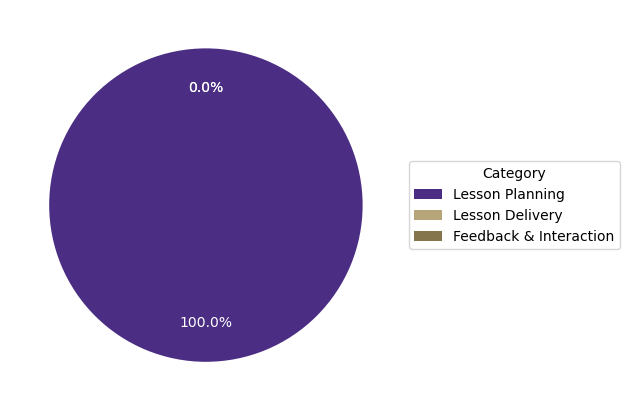 0.0%
100.0%
Category
Lesson Planning
Lesson Delivery
Feedback & Interaction